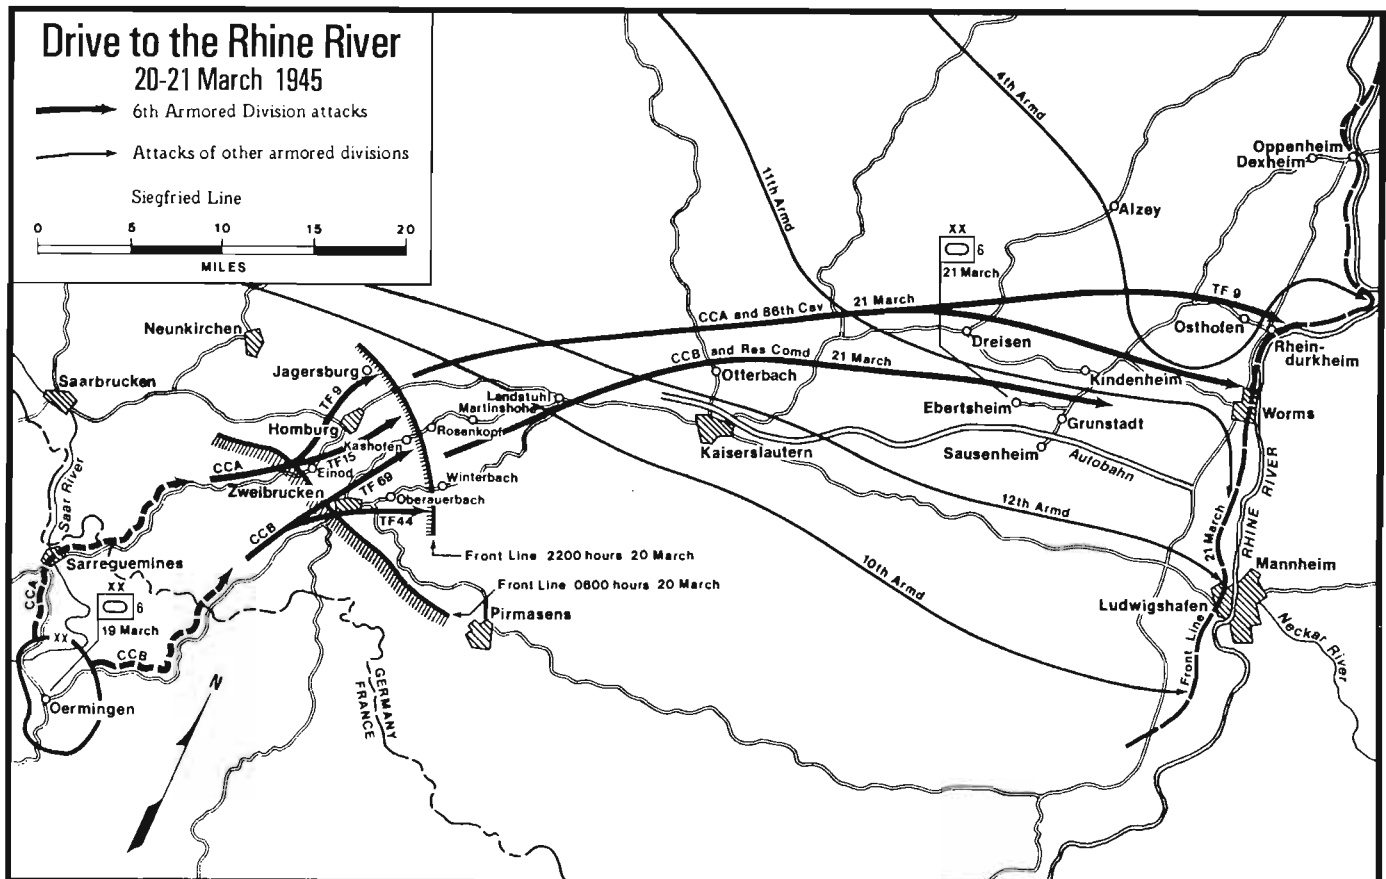 Drive to the Rhine River
20-21 March 1945
6th Armored Division attacks
Attacks of other armored divisions
Siegfried Line
0 5 10 15 20
MILES
4th Armd
11th Armd
Oppenheim
Dexheim
Alzey
XX
6
21 March
TF 9
CCA and 86th Cav 21 March
Osthofen
Rhein-
durkheim
Dreisen
Neunkirchen
CCB and Res Comd 21 March
Jagersburg
Otterbach
Kindenheim
Saarbrucken
TF9
Landstuhl
Martinshohe
Ebertsheim
Worms
Homburg
Rosenkopf
Grunstadt
Kashofen
Kaiserslautern
Sausenheim
Autobahn
CCA
TF15
Einod
Winterbach
Zweibrucken
TF 69
Oberauerbach
RHINE RIVER
Saar River
12th Armd
CCB
TF44
21 March
Front Line 2200 hours 20 March
Sarreguemines
Mannheim
10th Armd
Front Line 0600 hours 20 March
XX
6
CCA
19 March
Pirmasens
Ludwigshafen
Neckar River
XX
CCB
Front Line
N
Oermingen
GERMANY
FRANCE